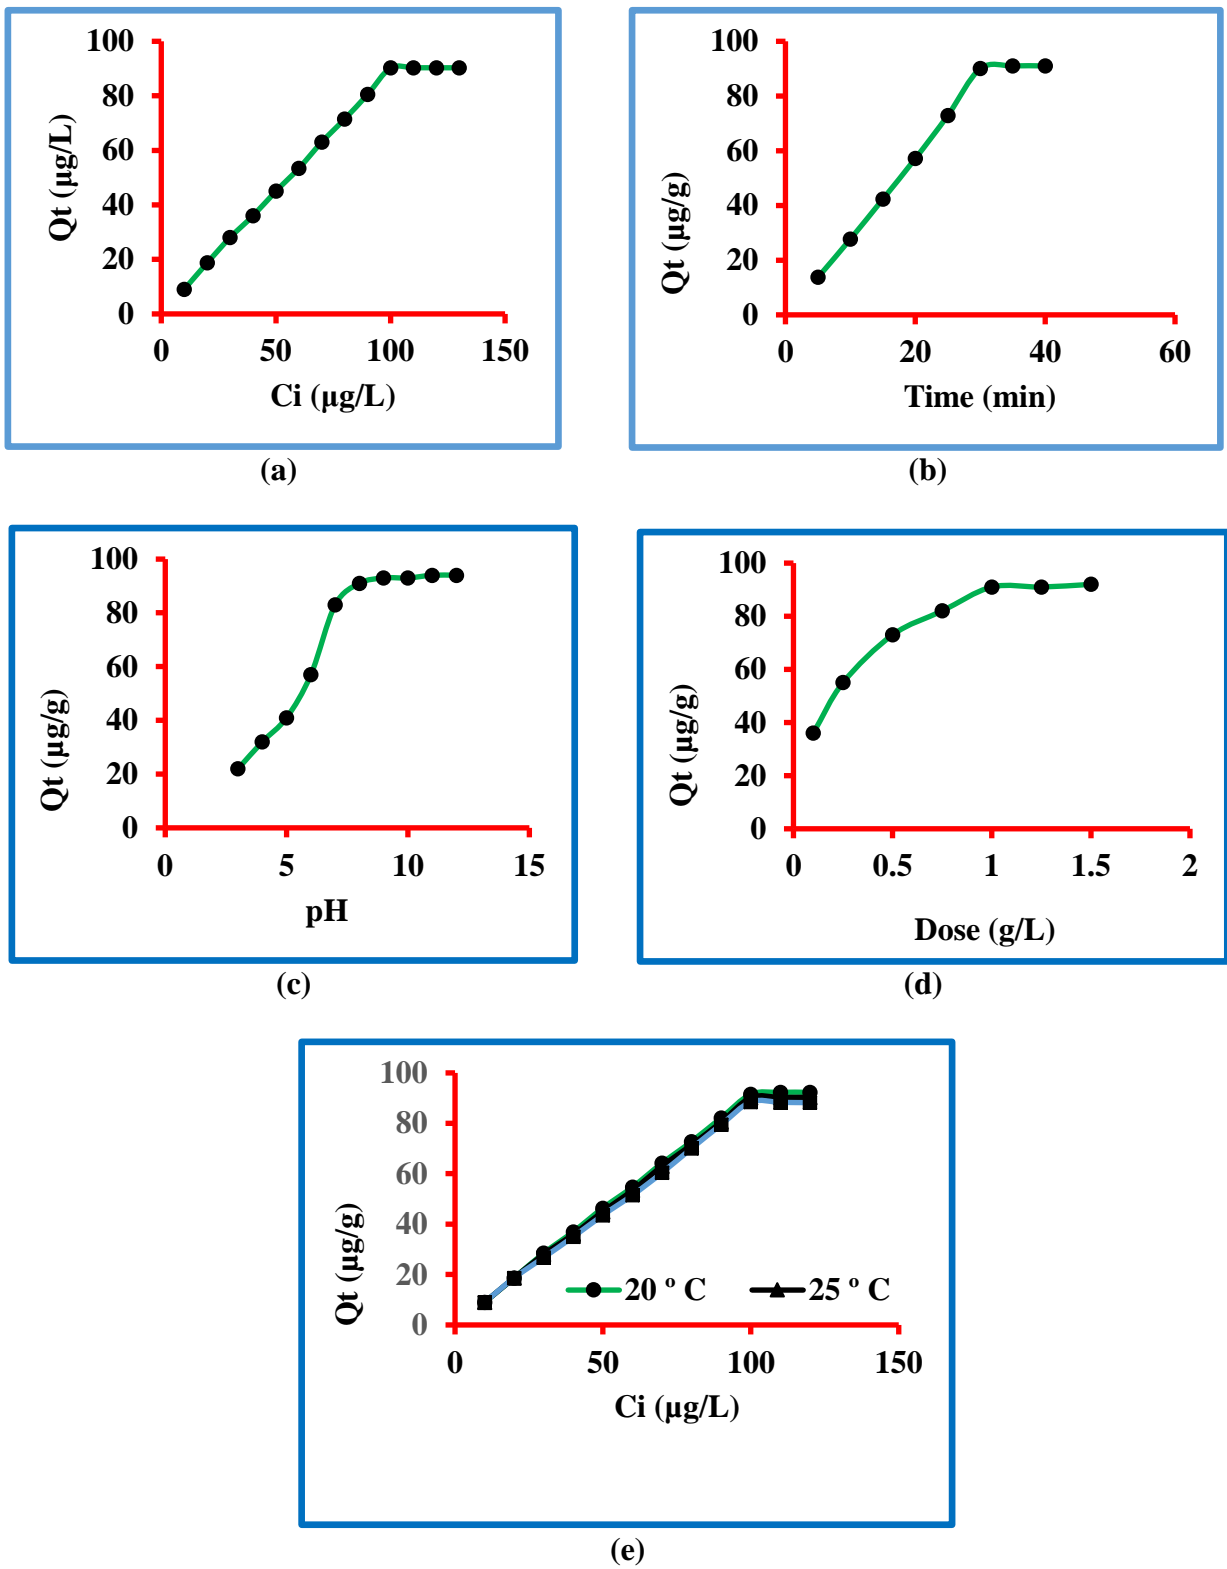 Qt (µg/L)
100
80
60
40
20
0
0 50 100 150
Ci (µg/L)
(a)
Qt (µg/g)
100
80
60
40
20
0
0 20 40 60
Time (min)
(b)
Qt (µg/g)
100
80
60
40
20
0
0 5 10 15
pH
(c)
Qt (µg/g)
100
80
60
40
20
0
0 0.5 1 1.5 2
Dose (g/L)
(d)
Qt (µg/g)
100
80
60
40
20
0
20 º C 25 º C
0 50 100 150
Ci (µg/L)
(e)